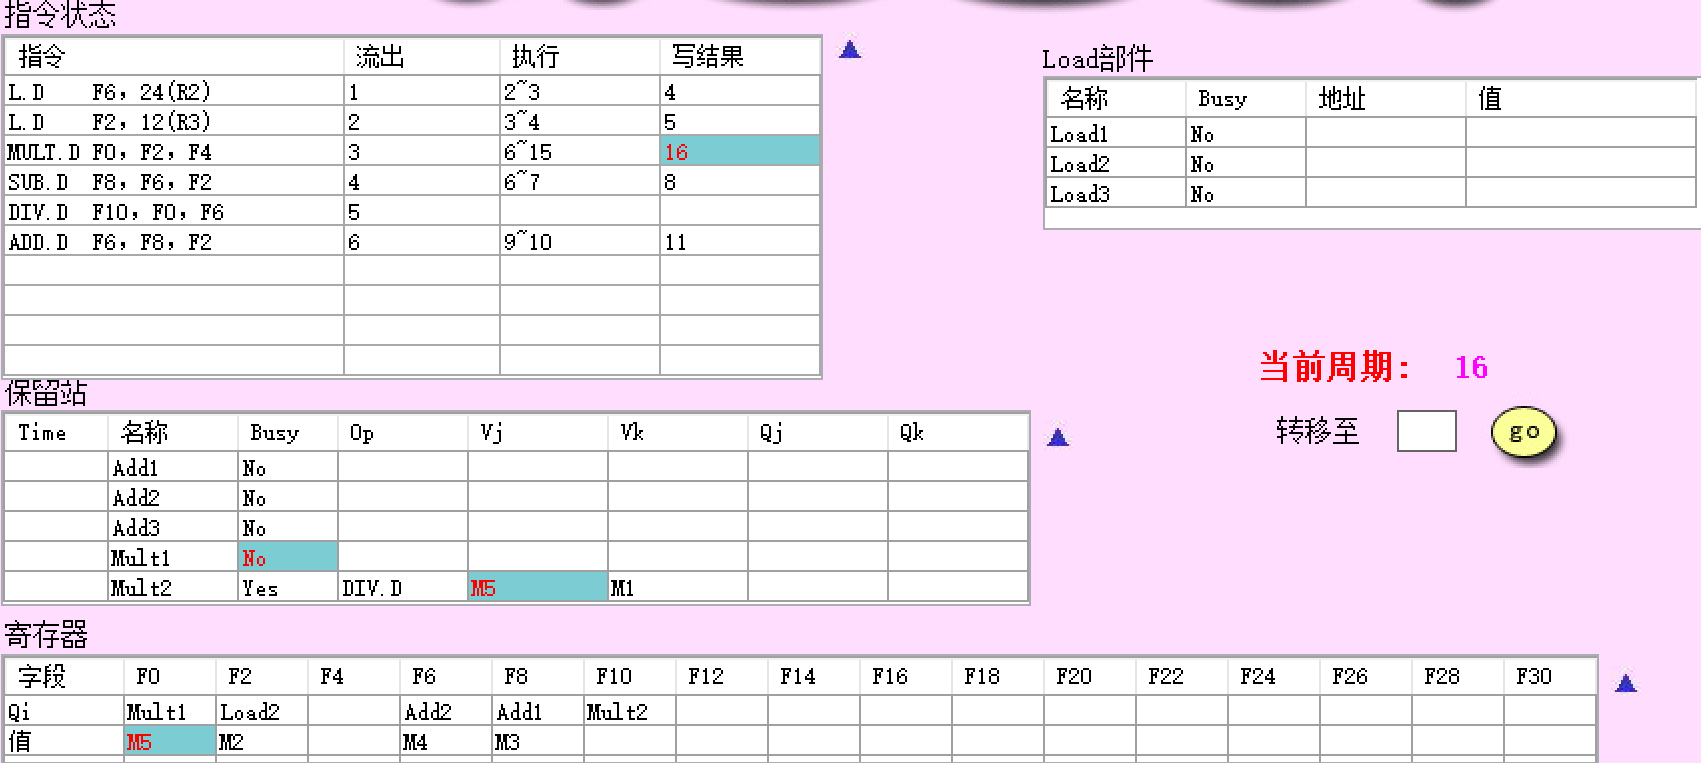 指令状态
指令 流出 执行 写结果
L.D F6, 24(R2) 1 2~3 4
L.D F2, 12(R3) 2 3~4 5
MULT.D F0, F2, F4 3 6~15 16
SUB.D F8, F6, F2 4 6~7 8
DIV.D F10, F0, F6 5
ADD.D F6, F8, F2 6 9~10 11
Load部件
名称 Busy 地址 值
Load1 No
Load2 No
Load3 No
当前周期: 16
转移至 go
保留站
Time 名称 Busy Op Vj Vk Qj Qk
Add1 No
Add2 No
Add3 No
Mult1 No
Mult2 Yes DIV.D M5 M1
寄存器
字段 F0 F2 F4 F6 F8 F10 F12 F14 F16 F18 F20 F22 F24 F26 F28 F30
Qi Mult1 Load2 Add2 Add1 Mult2
值 M5 M2 M4 M3